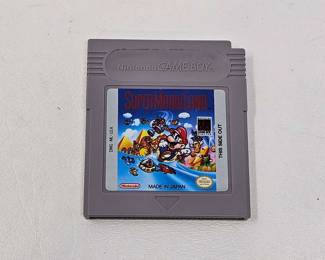 Nintendo GAME BOY
SUPER MARIO LAND
DMG-ML-USA
THIS SIDE OUT
Nintendo
MADE IN JAPAN